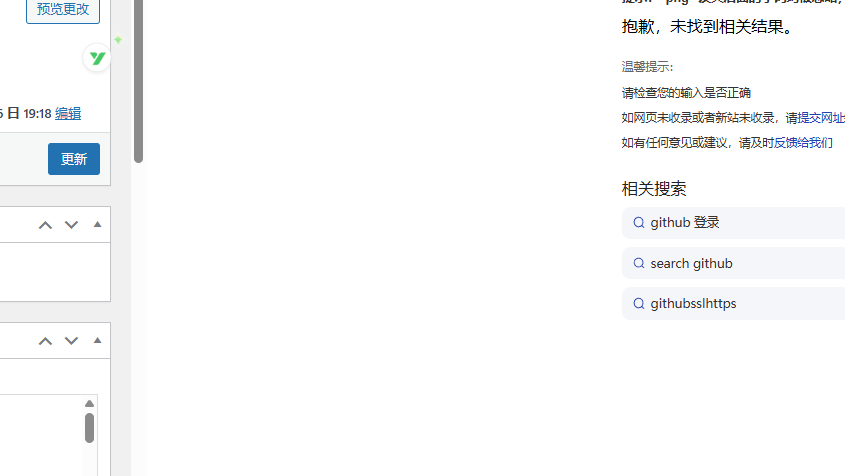 预览更改
日 19:18 编辑
更新
抱歉，未找到相关结果。
温馨提示：
请检查您的输入是否正确
如网页未收录或者新站未收录，请提交网址
如有任何意见或建议，请及时反馈给我们
相关搜索
github 登录
search github
githubsslhttps